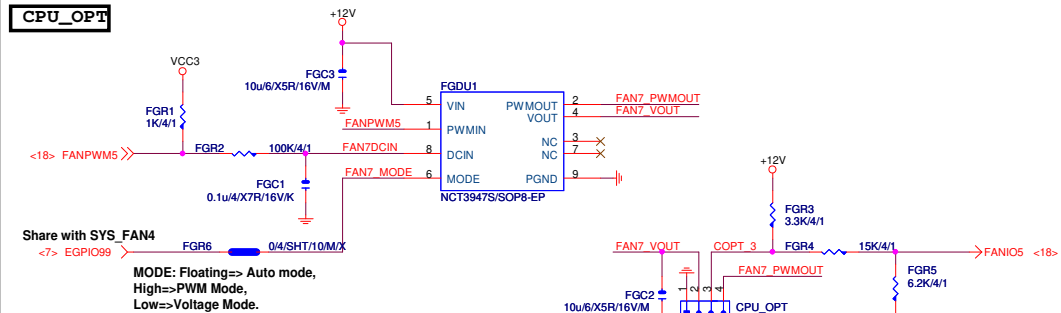 CPU_OPT
+12V
VCC3
FGC3
10u/6/X5R/16V/M
FGR1
1K/4/1
FGDU1
5 VIN
PWMOUT 2 FAN7_PWMOUT
VOUT 4 FAN7_VOUT
FANPWM5 1 PWMIN
NC 3
<18> FANPWM5
FGR2 100K/4/1 FAN7DCIN 8 DCIN
NC 7
FGC1
0.1u/4/X7R/16V/K
FAN7_MODE 6 MODE
PGND 9
NCT3947S/SOP8-EP
+12V
FGR3
3.3K/4/1
Share with SYS_FAN4
<7> EGPIO99
FGR6 0/4/SHT/10/M/X
FAN7_VOUT COPT_3 FGR4 15K/4/1
FANIO5 <18>
MODE: Floating=> Auto mode,
High=>PWM Mode,
Low=>Voltage Mode.
FAN7_PWMOUT
FGR5
6.2K/4/1
FGC2
10u/6/X5R/16V/M
1 2 3 4
CPU_OPT